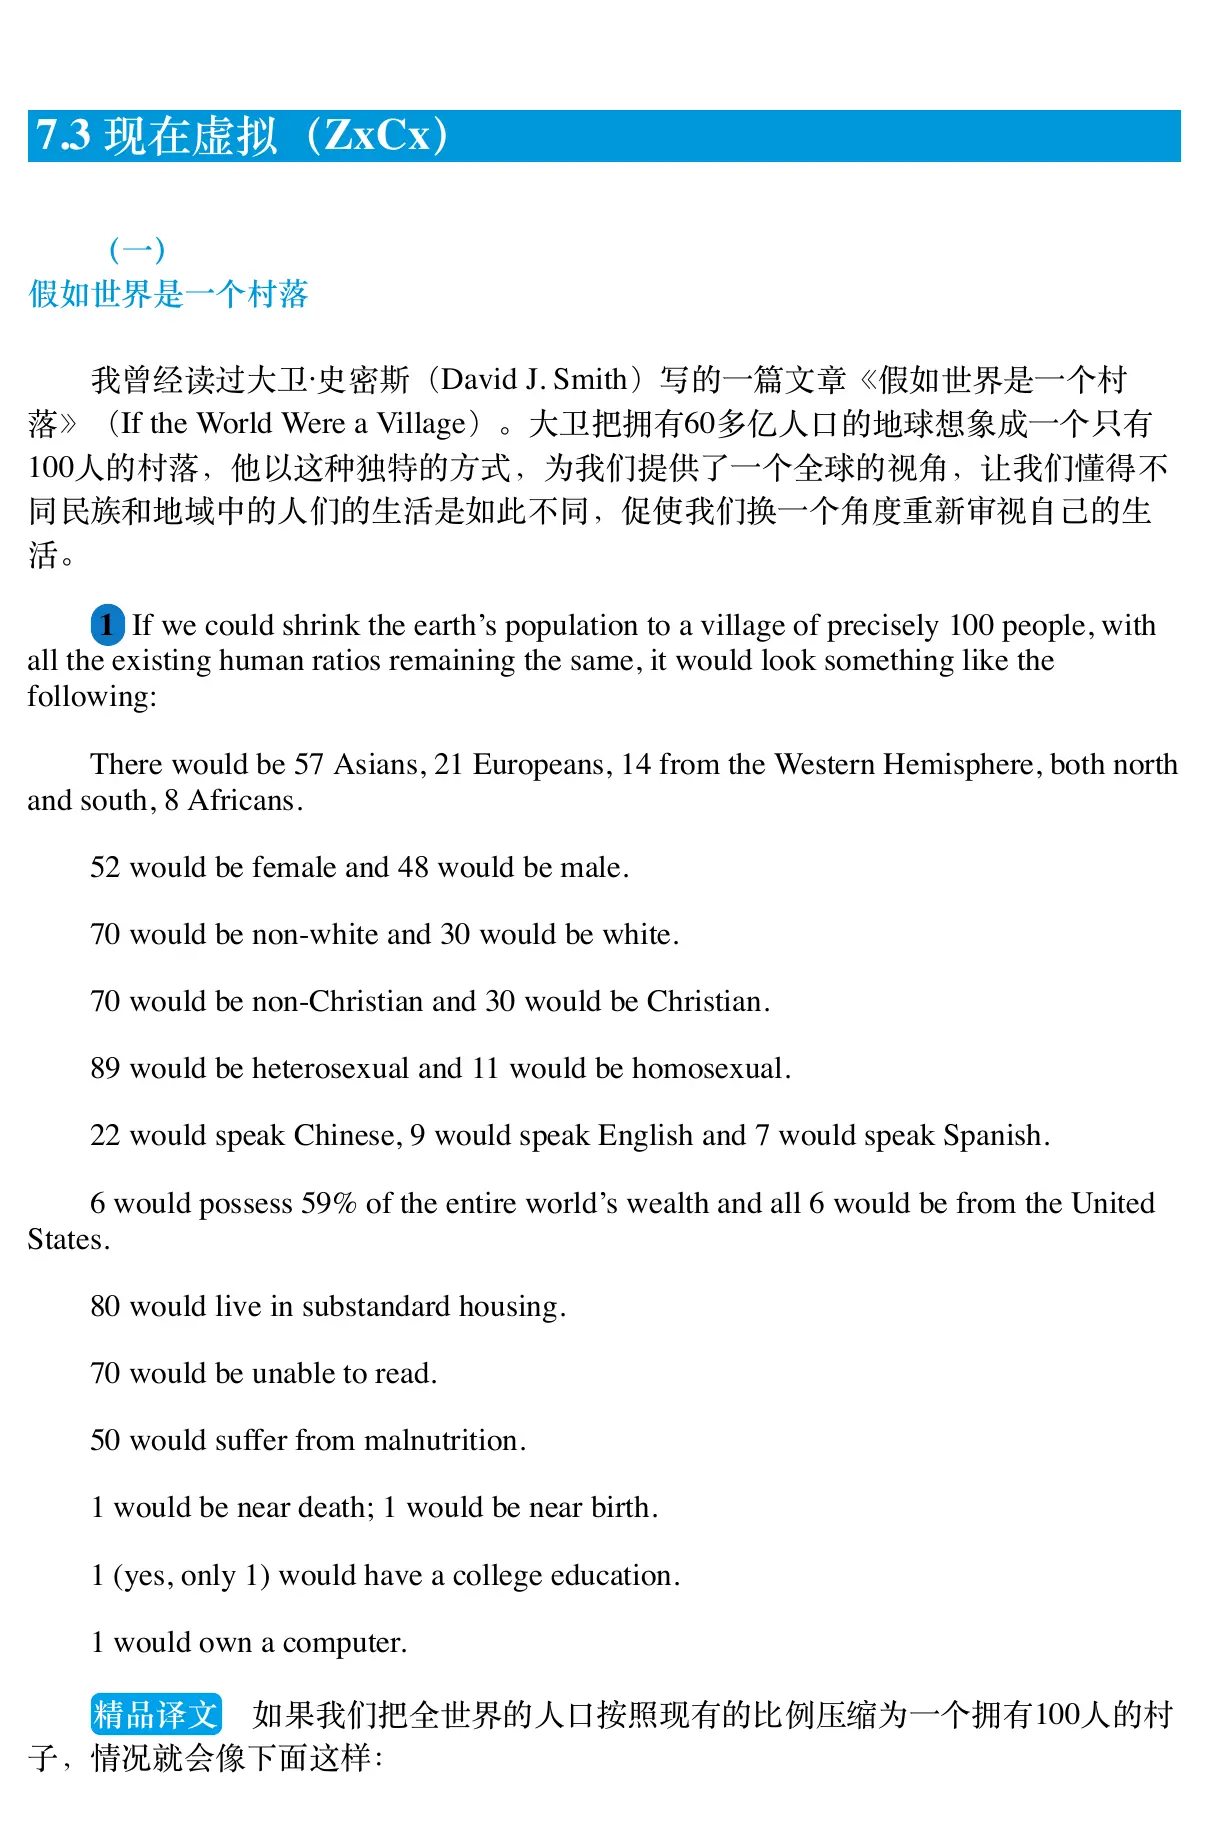 7.3 现在虚拟（ZxCx）
（一）
假如世界是一个村落
我曾经读过大卫·史密斯（David J. Smith）写的一篇文章《假如世界是一个村
落》（If the World Were a Village）。大卫把拥有60多亿人口的地球想象成一个只有
100人的村落，他以这种独特的方式，为我们提供了一个全球的视角，让我们懂得不
同民族和地域中的人们的生活是如此不同，促使我们换一个角度重新审视自己的生
活。
1 If we could shrink the earth’s population to a village of precisely 100 people, with
all the existing human ratios remaining the same, it would look something like the
following:
There would be 57 Asians, 21 Europeans, 14 from the Western Hemisphere, both north
and south, 8 Africans.
52 would be female and 48 would be male.
70 would be non-white and 30 would be white.
70 would be non-Christian and 30 would be Christian.
89 would be heterosexual and 11 would be homosexual.
22 would speak Chinese, 9 would speak English and 7 would speak Spanish.
6 would possess 59% of the entire world’s wealth and all 6 would be from the United
States.
80 would live in substandard housing.
70 would be unable to read.
50 would suffer from malnutrition.
1 would be near death; 1 would be near birth.
1 (yes, only 1) would have a college education.
1 would own a computer.
精品译文 如果我们把全世界的人口按照现有的比例压缩为一个拥有100人的村
子，情况就会像下面这样：